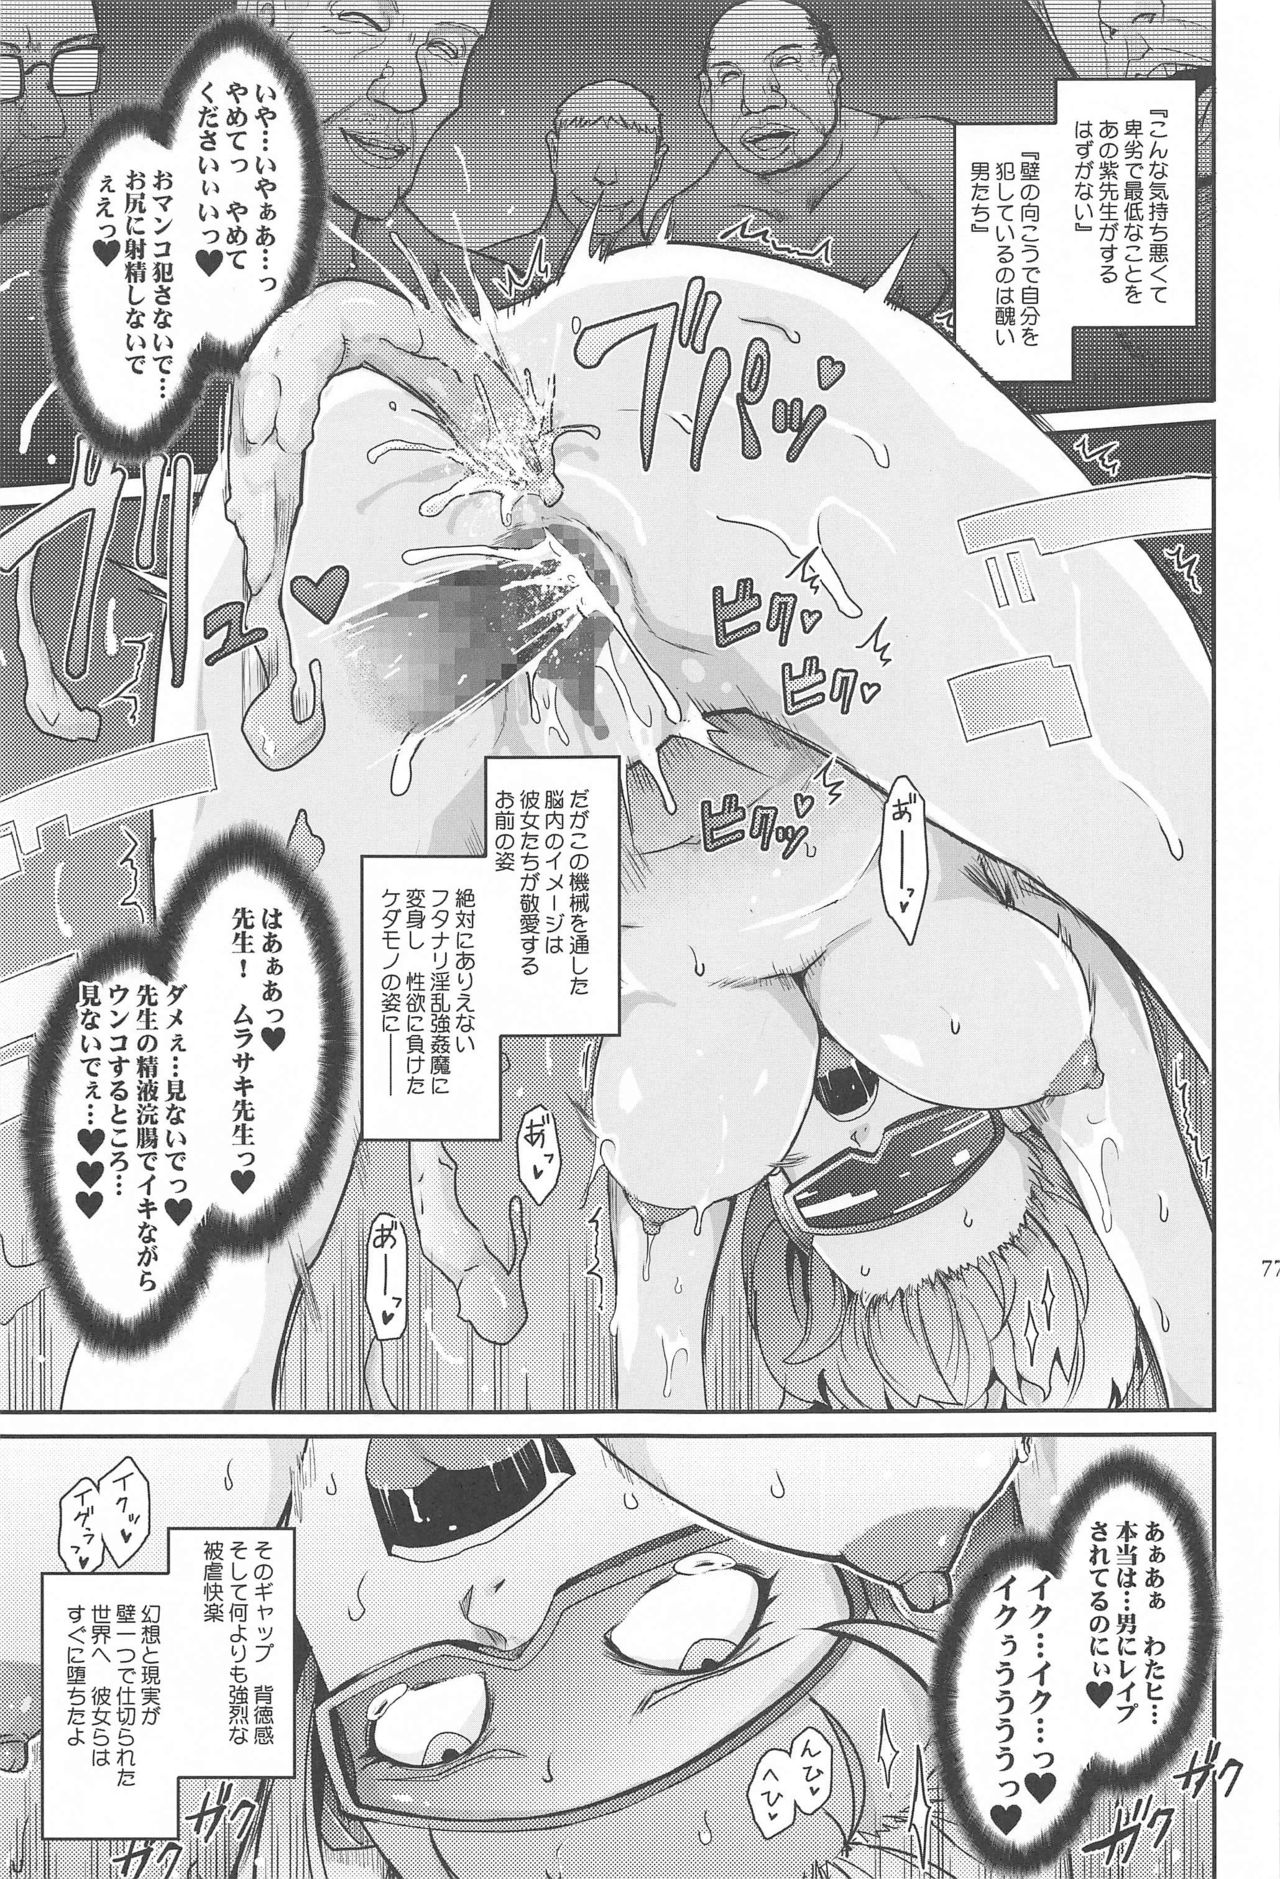 『こんな気持ち悪くて
卑劣で最低なことを
あの紫先生がする
はずがない』
『壁の向こうで自分を
犯しているのは醜い
男たち』
いや…いやぁあ…っ
やめてっ やめて
くださいぃいいっ
♥
おマンコ犯さないで…
お尻に射精しないで
ぇえっ♥
ブパッ♥
ビクッ♥
ビク♥
ビクッ♥
あ゛ーーっ♥
だがこの機械を通した
脳内のイメージは
彼女たちが敬愛する
お前の姿
絶対にありえない
フタナリ淫乱強姦魔に
変身し 性欲に負けた
ケダモノの姿に――
はあぁあっ♥
先生! ムラサキ先生っ♥
ダメぇ…見ないでっ♥
先生の精液浣腸でイキながら
ウンコするところ…
見ないでぇ…♥♥♥
お゛っ♥
あ゛ーっ♥
77
あぁあぁ わたヒ…
本当は…男にレイプ
されてるのにぃ♥
イク…イク…っ♥
イクぅうううぅっ♥
イクッ♥
イグぅっ♥
そのギャップ 背徳感
そして何よりも強烈な
被虐快楽
幻想と現実が
壁一つで仕切られた
世界へ 彼女らは
すぐに堕ちたよ
んひ♥
へひ♥
ガク
ガク
ガク
ガク